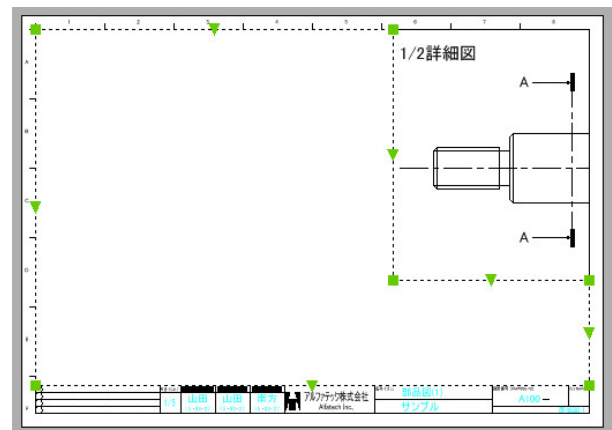 1 2 3 4 5 6 7 8
1/2詳細図
A
A
A
B
C
D
E
F
1/5
山田 山田 南方
アルファテック株式会社
Alfatech inc.
部品図(1)
サンプル
A100-